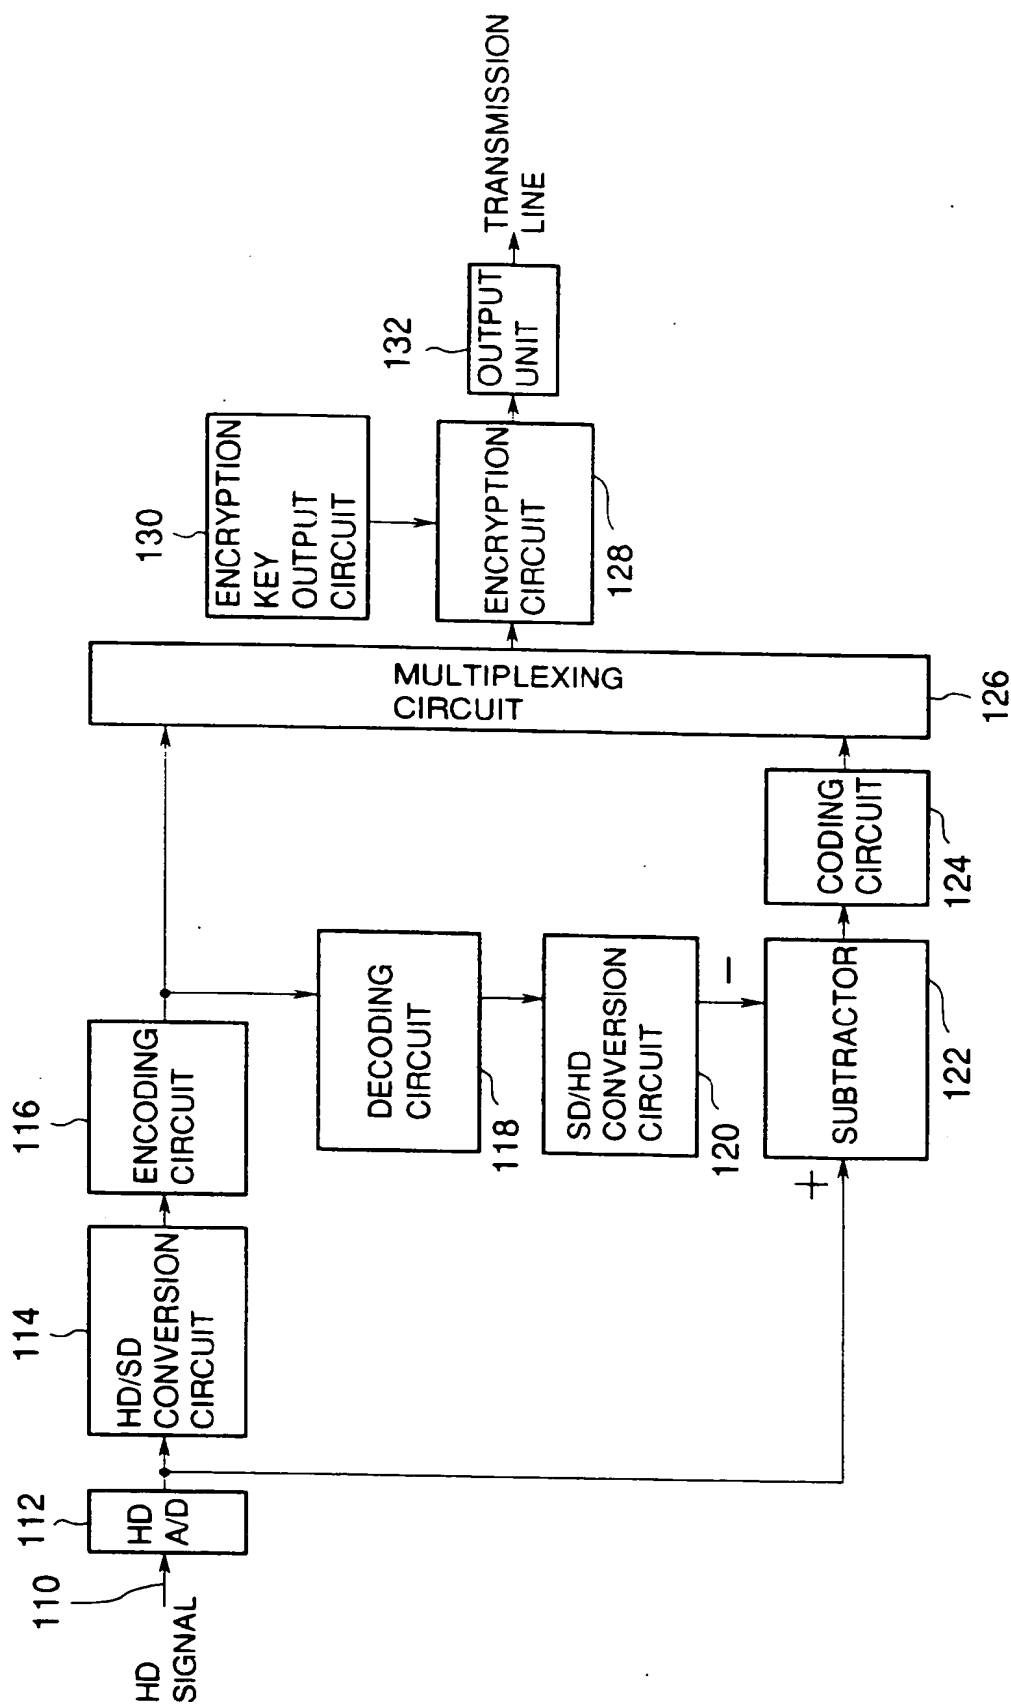 HD
SIGNAL
110
112
HD
A/D
114
HD/SD
CONVERSION
CIRCUIT
116
ENCODING
CIRCUIT
DECODING
CIRCUIT
118
SD/HD
CONVERSION
CIRCUIT
120
−
+
SUBTRACTOR
122
CODING
CIRCUIT
124
MULTIPLEXING
CIRCUIT
126
130
ENCRYPTION
KEY
OUTPUT
CIRCUIT
ENCRYPTION
CIRCUIT
128
132
OUTPUT
UNIT
TRANSMISSION
LINE